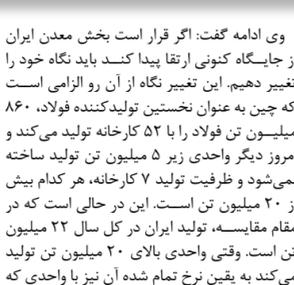 وی ادامه گفت: اگر قرار است بخش معدن ایران
از جایگاه کنونی ارتقا پیدا کند باید نگاه خود را
تغییر دهیم. این تغییر نگاه از آن رو الزامی است
که چین به عنوان نخستین تولیدکننده فولاد، ۸۶۰
میلیون تن فولاد را با ۵۲ کارخانه تولید می‌کند و
امروز دیگر واحدی زیر ۵ میلیون تن تولید ساخته
نمی‌شود و ظرفیت تولید ۷ کارخانه، هر کدام بیش
از ۲۰ میلیون تن است. این در حالی است که در
مقام مقایسه، تولید ایران در کل سال ۲۲ میلیون
تن است. وقتی واحدی بالای ۲۰ میلیون تن تولید
می‌کند به یقین نرخ تمام شده آن نیز با واحدی که